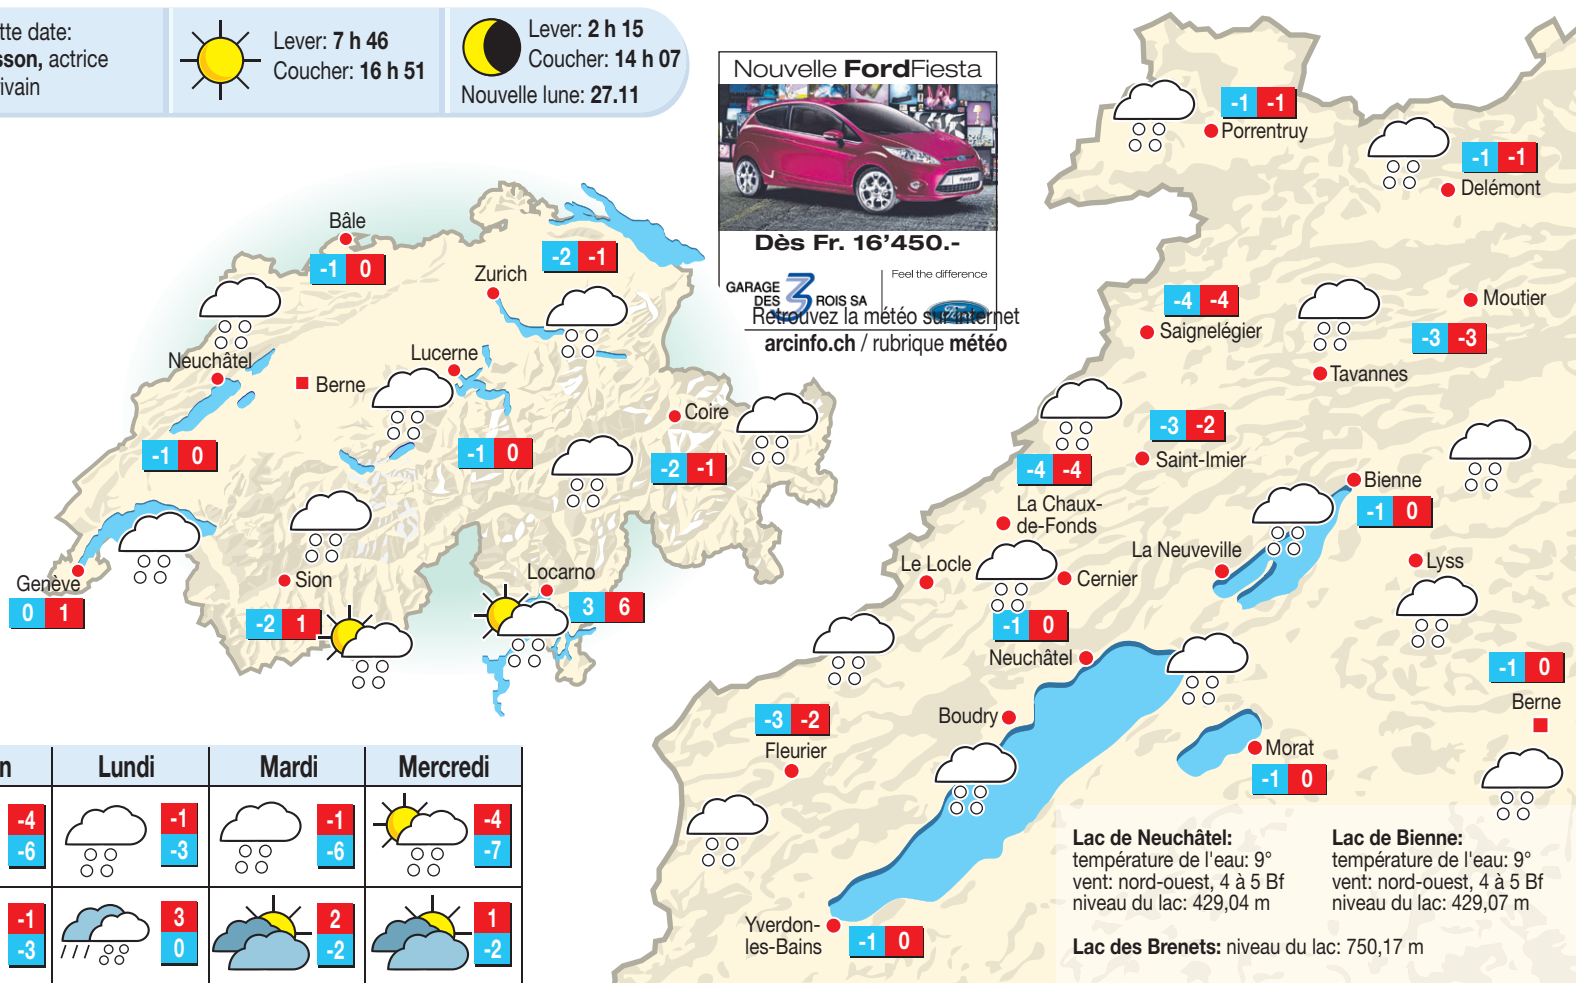 tte date:
sson, actrice
rivain
Lever: 7 h 46
Coucher: 16 h 51
Lever: 2 h 15
Coucher: 14 h 07
Nouvelle lune: 27.11
Nouvelle FordFiesta
Fiesta
Dès Fr. 16'450.-
GARAGE
DES 3 ROIS SA
Feel the difference
Ford
Retrouvez la météo sur internet
arcinfo.ch / rubrique météo
Bâle
-1 0
Zurich
-2 -1
Neuchâtel
-1 0
Berne
Lucerne
-1 0
Coire
-2 -1
Genève
0 1
Sion
-2 1
Locarno
3 6
n
Lundi
Mardi
Mercredi
-4
-6
-1
-3
-1
-6
-4
-7
-1
-3
3
0
2
-2
1
-2
-1 -1
Porrentruy
-1 -1
Delémont
-4 -4
Saignelégier
Moutier
-3 -3
Tavannes
-3 -2
Saint-Imier
-4 -4
La Chaux-
de-Fonds
Bienne
-1 0
La Neuveville
Lyss
Le Locle
Cernier
-1 0
Neuchâtel
-1 0
Berne
Boudry
-3 -2
Fleurier
Morat
-1 0
Yverdon-
les-Bains
-1 0
Lac de Neuchâtel:
température de l'eau: 9°
vent: nord-ouest, 4 à 5 Bf
niveau du lac: 429,04 m
Lac de Bienne:
température de l'eau: 9°
vent: nord-ouest, 4 à 5 Bf
niveau du lac: 429,07 m
Lac des Brenets: niveau du lac: 750,17 m